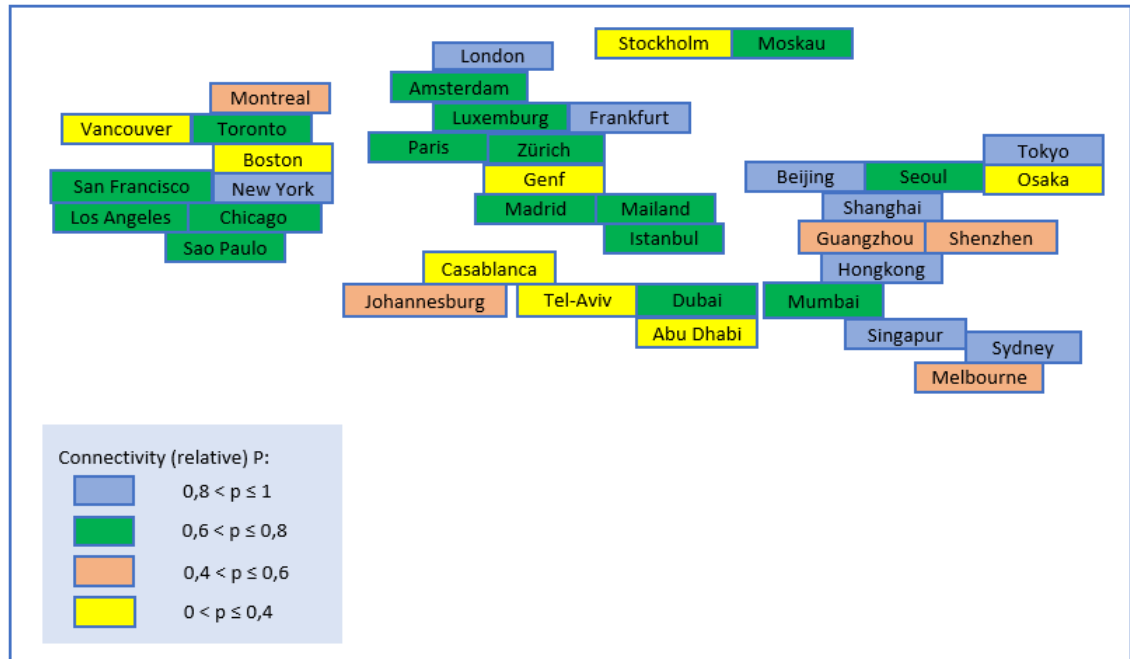 Stockholm Moskau
London
Amsterdam
Montreal
Luxemburg Frankfurt
Vancouver Toronto
Paris Zürich
Tokyo
Boston
Beijing Seoul Osaka
Genf
San Francisco New York
Madrid Mailand
Shanghai
Los Angeles Chicago
Istanbul
Guangzhou Shenzhen
Sao Paulo
Casablanca
Hongkong
Johannesburg Tel-Aviv Dubai Mumbai
Abu Dhabi
Singapur
Sydney
Melbourne
Connectivity (relative) P:
0,8 < p ≤ 1
0,6 < p ≤ 0,8
0,4 < p ≤ 0,6
0 < p ≤ 0,4